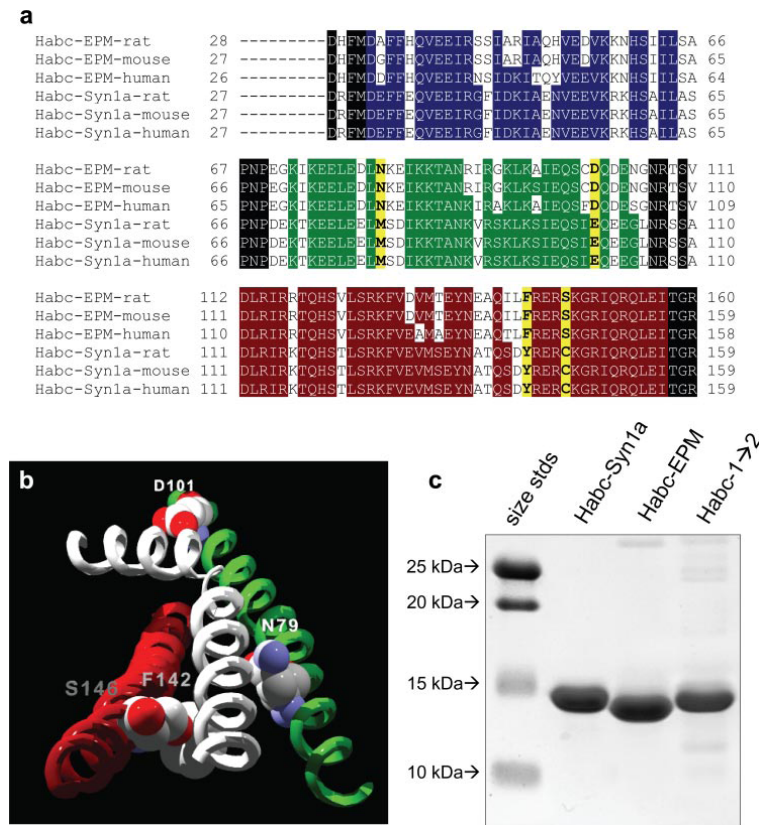 a
Habc-EPM-rat 28 ---------DHFMDAFFHQVEEIRSSIARIAQHVEDVKKNHSIILSA 66
Habc-EPM-mouse 27 ---------DHFMDGFFHQVEEIRSSIARIAQHVEDVKKNHSIILSA 65
Habc-EPM-human 26 ---------DHFMDDFFHQVEEIRNSIDKITQYVEEVKKNHSIILSA 64
Habc-Syn1a-rat 27 ---------DRFMDEFFEQVEEIRGFIDKIAENVEEVKRKHSAILAS 65
Habc-Syn1a-mouse 27 ---------DRFMDEFFEQVEEIRGFIDKIAENVEEVKRKHSAILAS 65
Habc-Syn1a-human 27 ---------DRFMDEFFEQVEEIRGFIDKIAENVEEVKRKHSAILAS 65
Habc-EPM-rat 67 PNPEGKIKEELEDLNKEIKKTANRIRGKLKAIEQSCDQDENGNRTSV 111
Habc-EPM-mouse 66 PNPEGKIKEELEDLNKEIKKTANRIRGKLKAIEQSCDQDENGNRTSV 110
Habc-EPM-human 65 PNPEGKIKEELEDLNKEIKKTANKIRAKLKAIEQSFDQDESGNRTSV 109
Habc-Syn1a-rat 66 PNPDEKTKEELEELMSDIKKTANKVRSKLKSIEQSIEQEEGLNRSSA 110
Habc-Syn1a-mouse 66 PNPDEKTKEELEELMSDIKKTANKVRSKLKSIEQSIEQEEGLNRSSA 110
Habc-Syn1a-human 66 PNPDEKTKEELEELMSDIKKTANKVRSKLKSIEQSIEQEEGLNRSSA 110
Habc-EPM-rat 112 DLRIRRTQHSVLSRKFVDVMTEYNEAQILFRERSKGRIQRQLEITGR 160
Habc-EPM-mouse 111 DLRIRRTQHSVLSRKFVDVMTEYNEAQILFRERSKGRIQRQLEITGR 159
Habc-EPM-human 110 DLRIRRTQHSVLSRKFVEAMAEYNEAQTLFRERSKGRIQRQLEITGR 158
Habc-Syn1a-rat 111 DLRIRKTQHSTLSRKFVEVMSEYNATQSDYRERCKGRIQRQLEITGR 159
Habc-Syn1a-mouse 111 DLRIRKTQHSTLSRKFVEVMSEYNATQSDYRERCKGRIQRQLEITGR 159
Habc-Syn1a-human 111 DLRIRKTQHSTLSRKFVEVMSEYNATQSDYRERCKGRIQRQLEITGR 159
b
D101
N79
S146
F142
c
size stds
Habc-Syn1a
Habc-EPM
Habc-1→2
25 kDa→
20 kDa→
15 kDa→
10 kDa→